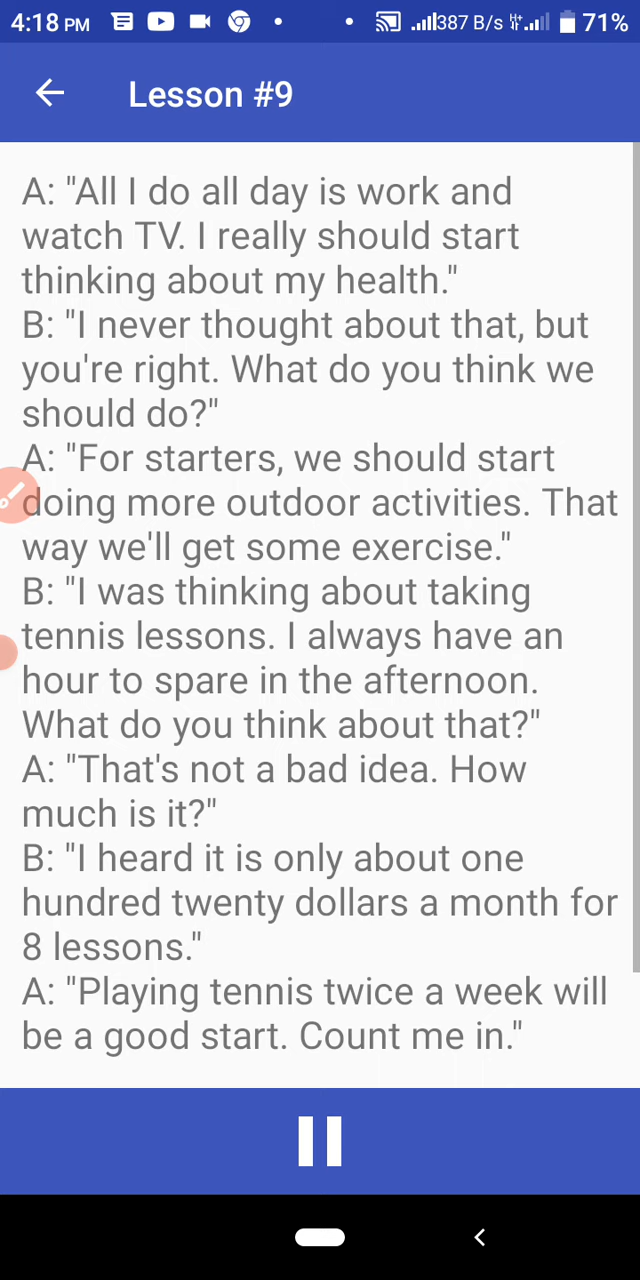 4:18 PM 387 B/s 71%
Lesson #9
A: "All I do all day is work and
watch TV. I really should start
thinking about my health."
B: "I never thought about that, but
you're right. What do you think we
should do?"
A: "For starters, we should start
doing more outdoor activities. That
way we'll get some exercise."
B: "I was thinking about taking
tennis lessons. I always have an
hour to spare in the afternoon.
What do you think about that?"
A: "That's not a bad idea. How
much is it?"
B: "I heard it is only about one
hundred twenty dollars a month for
8 lessons."
A: "Playing tennis twice a week will
be a good start. Count me in."